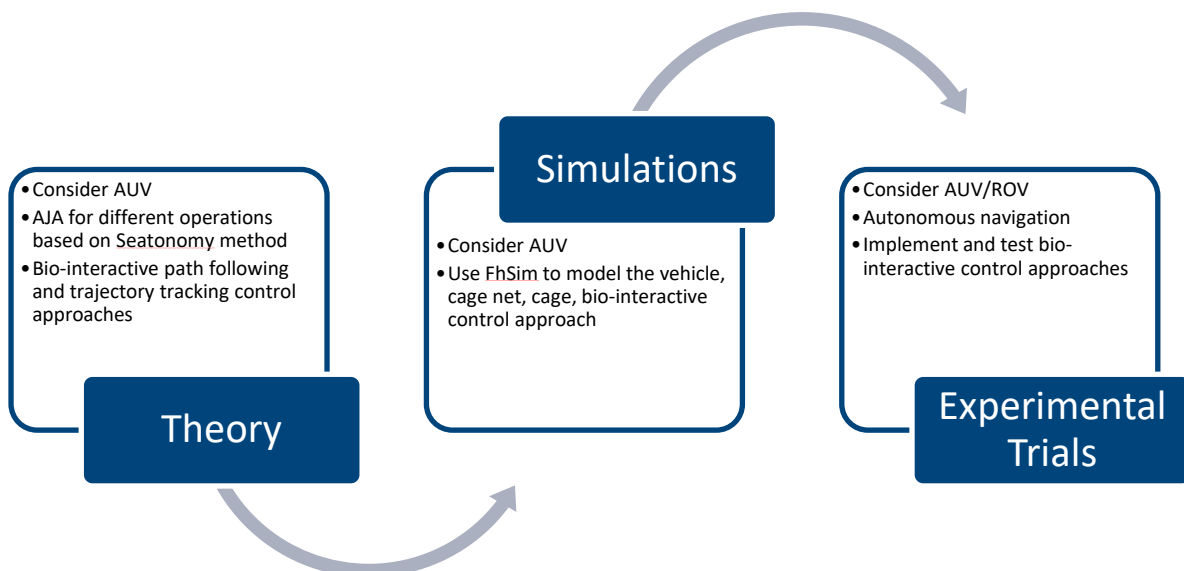 •Consider AUV
•AJA for different operations
based on Seatonomy method
•Bio-interactive path following
and trajectory tracking control
approaches
Theory
Simulations
•Consider AUV
•Use FhSim to model the vehicle,
cage net, cage, bio-interactive
control approach
•Consider AUV/ROV
•Autonomous navigation
•Implement and test bio-
interactive control approaches
Experimental
Trials